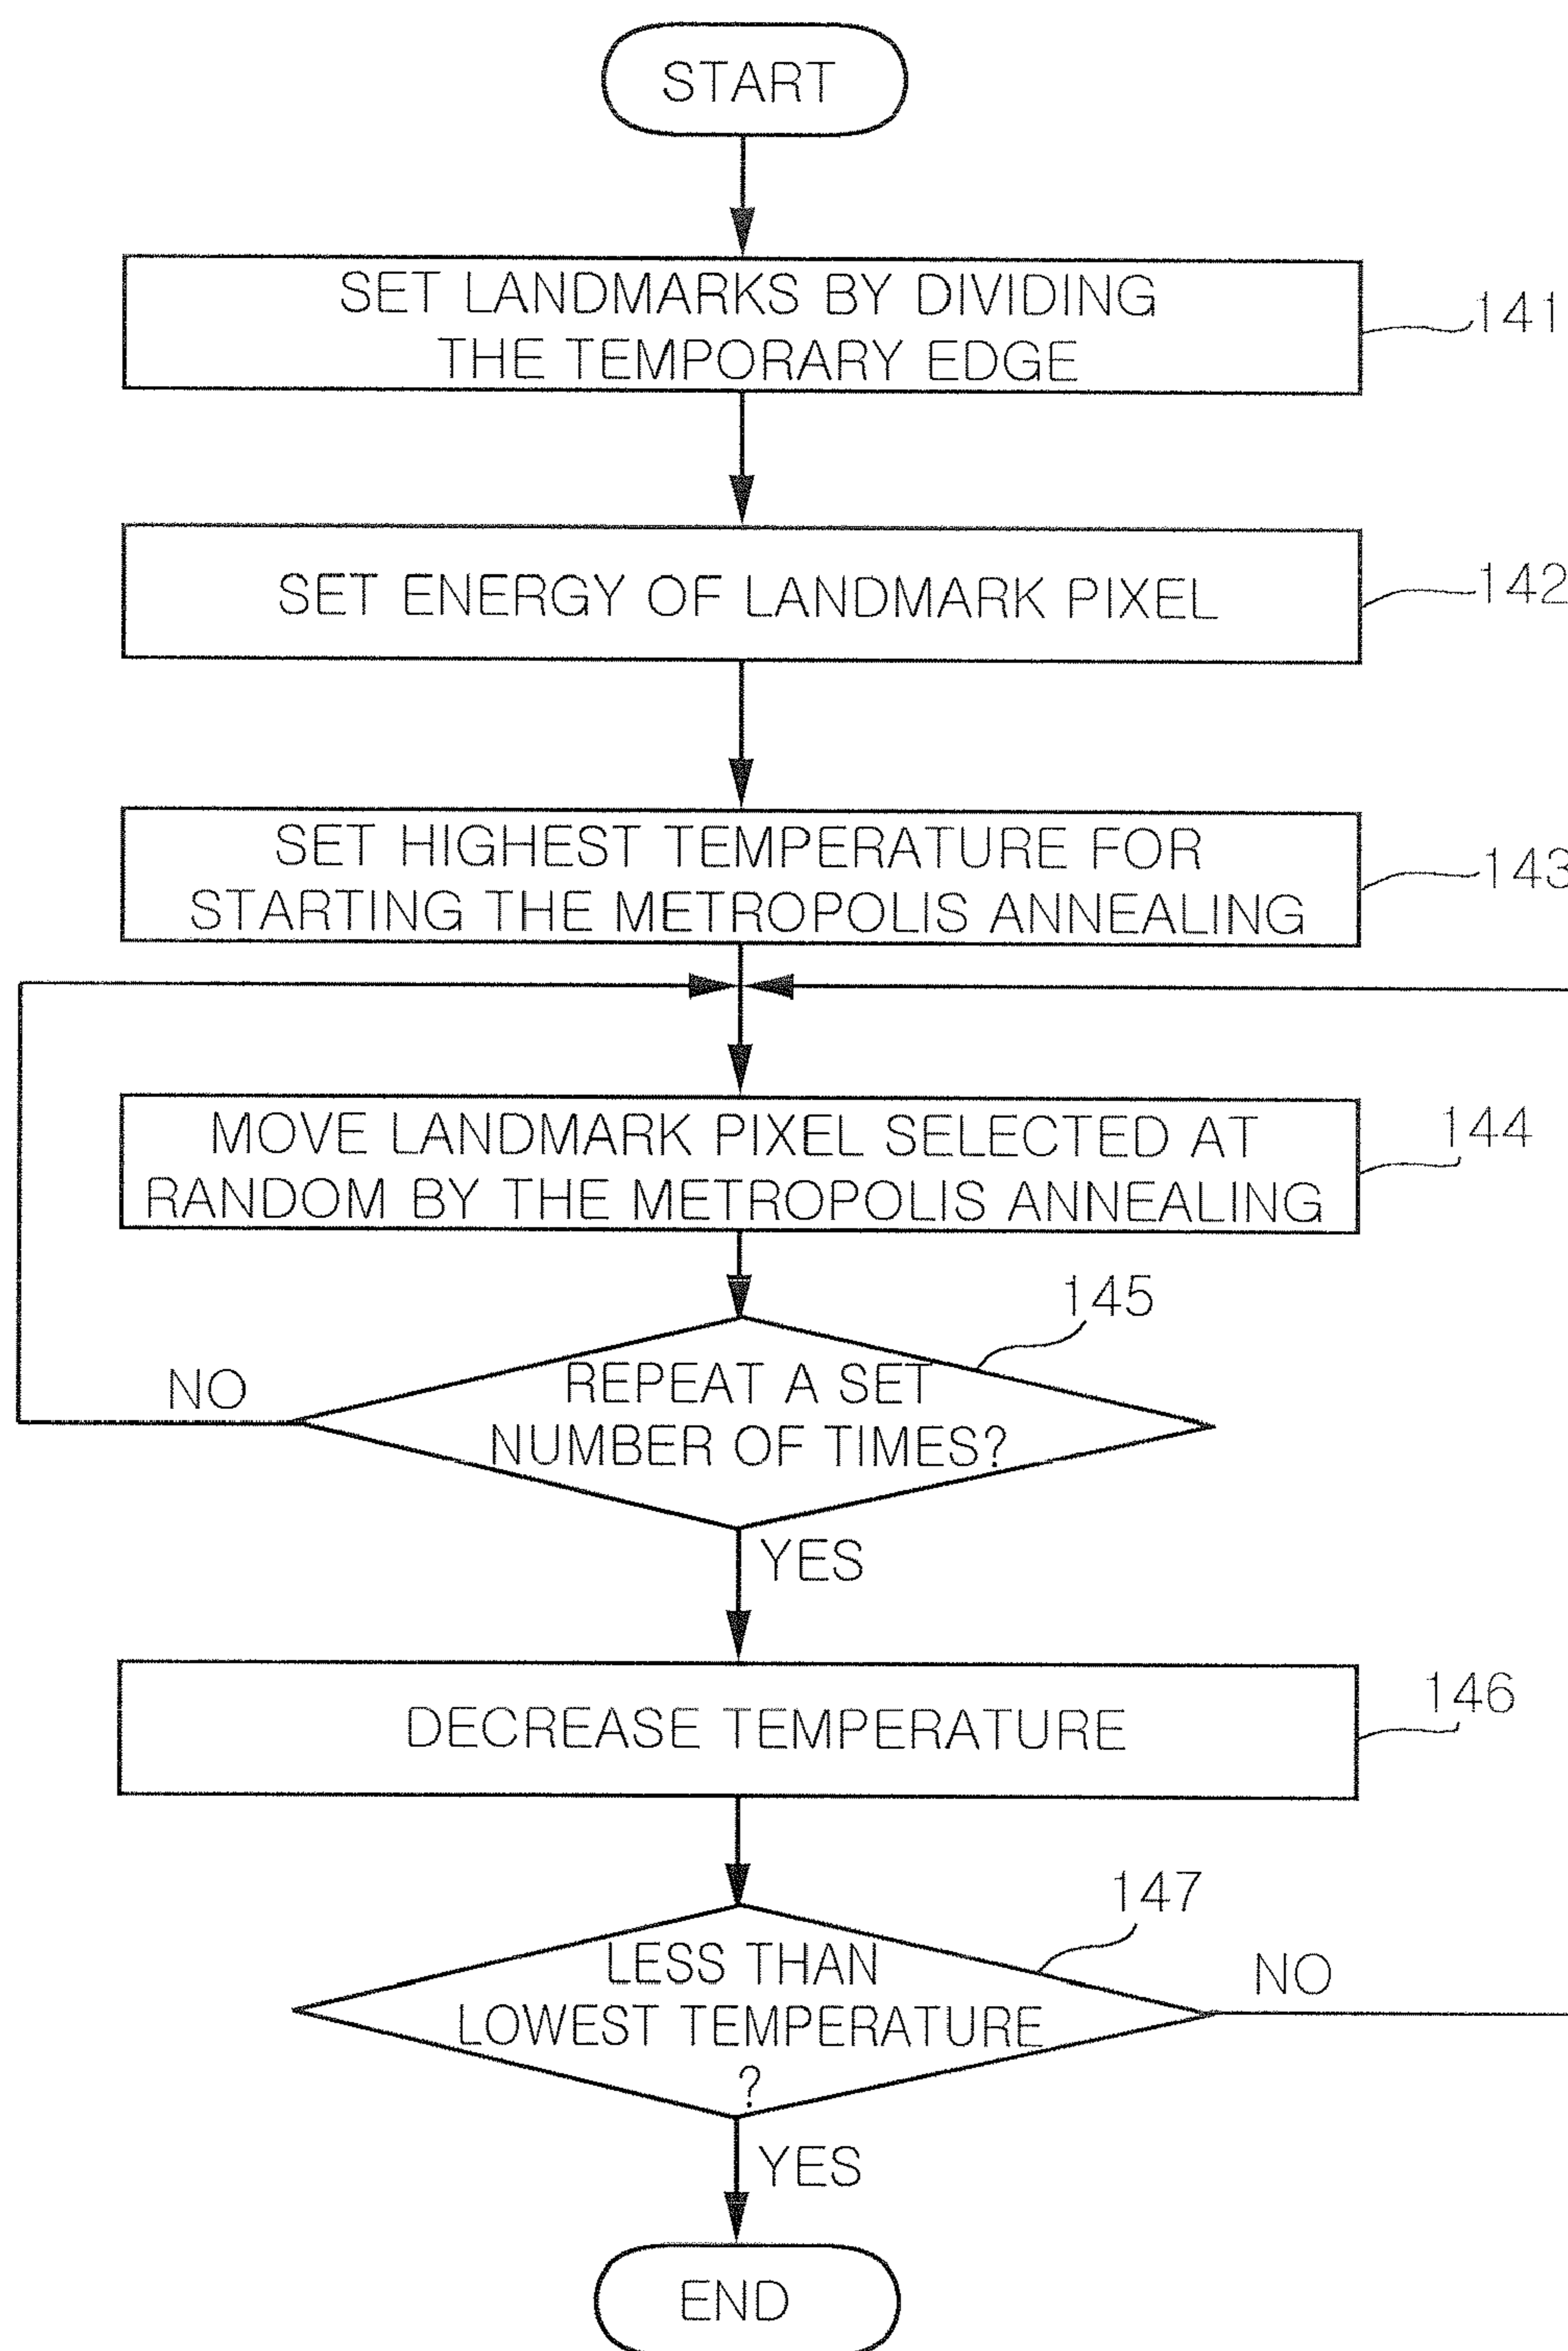 START
SET LANDMARKS BY DIVIDING
THE TEMPORARY EDGE
141
SET ENERGY OF LANDMARK PIXEL
142
SET HIGHEST TEMPERATURE FOR
STARTING THE METROPOLIS ANNEALING
143
MOVE LANDMARK PIXEL SELECTED AT
RANDOM BY THE METROPOLIS ANNEALING
144
145
REPEAT A SET
NUMBER OF TIMES?
NO
YES
DECREASE TEMPERATURE
146
147
LESS THAN
LOWEST TEMPERATURE
?
NO
YES
END